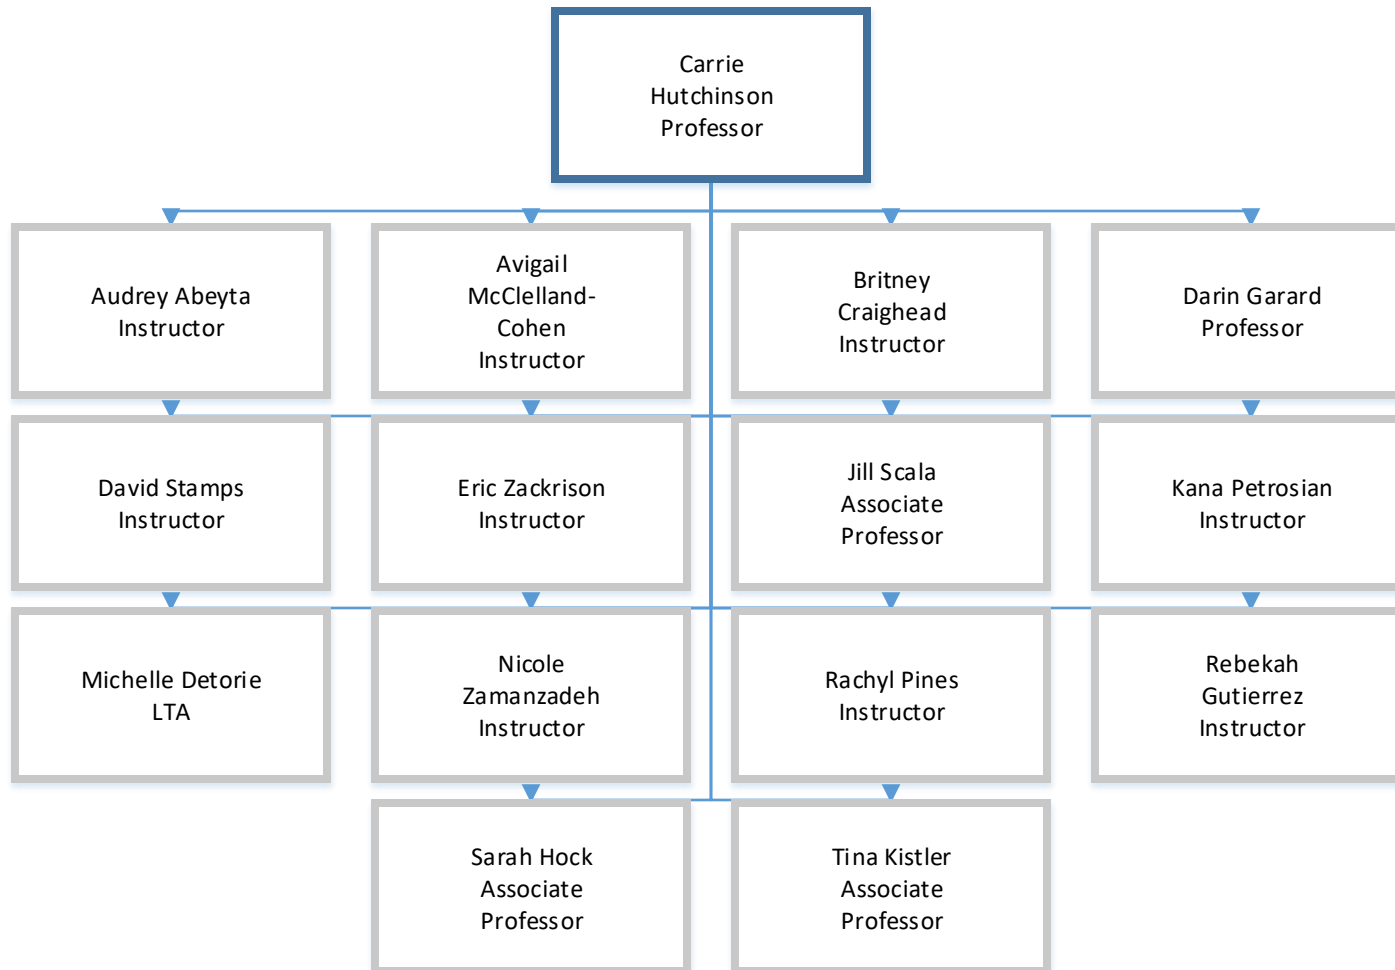 Carrie
Hutchinson
Professor
Audrey Abeyta
Instructor
Avigail
McClelland-
Cohen
Instructor
Britney
Craighead
Instructor
Darin Garard
Professor
David Stamps
Instructor
Eric Zackrison
Instructor
Jill Scala
Associate
Professor
Kana Petrosian
Instructor
Michelle Detorie
LTA
Nicole
Zamanzadeh
Instructor
Rachyl Pines
Instructor
Rebekah
Gutierrez
Instructor
Sarah Hock
Associate
Professor
Tina Kistler
Associate
Professor